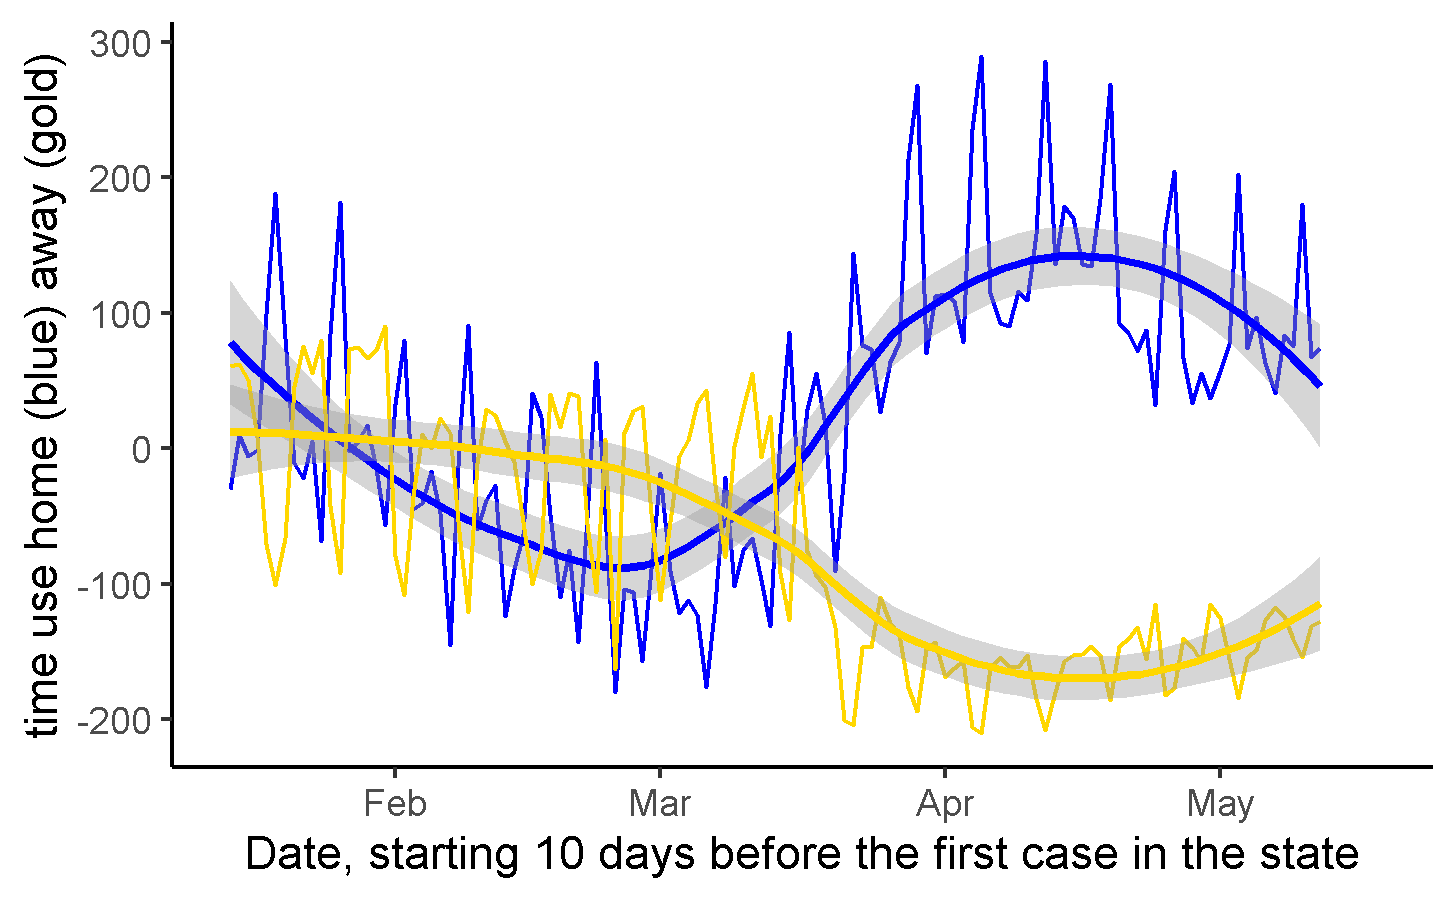 time use home (blue) away (gold)
300
200
100
0
-100
-200
Feb Mar Apr May
Date, starting 10 days before the first case in the state